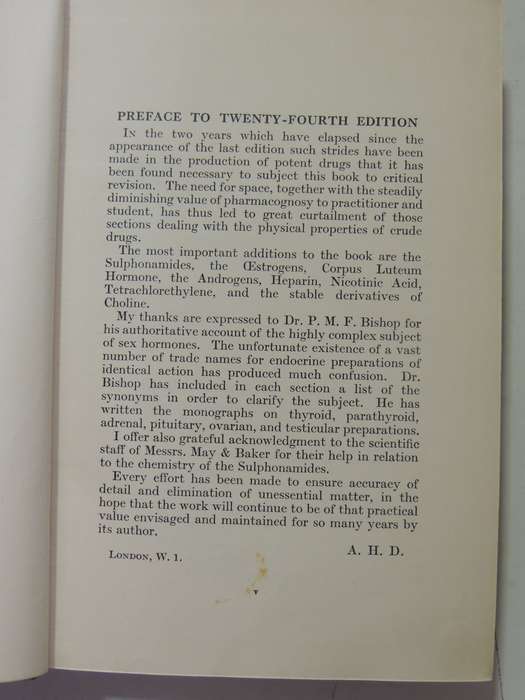 PREFACE TO TWENTY-FOURTH EDITION
In the two years which have elapsed since the
appearance of the last edition such strides have been
made in the production of potent drugs that it has
been found necessary to subject this book to critical
revision. The need for space, together with the steadily
diminishing value of pharmacognosy to practitioner and
student, has thus led to great curtailment of those
sections dealing with the physical properties of crude
drugs.
The most important additions to the book are the
Sulphonamides, the Œstrogens, Corpus Luteum
Hormone, the Androgens, Heparin, Nicotinic Acid,
Tetrachlorethylene, and the stable derivatives of
Choline.
My thanks are expressed to Dr. P. M. F. Bishop for
his authoritative account of the highly complex subject
of sex hormones. The unfortunate existence of a vast
number of trade names for endocrine preparations of
identical action has produced much confusion. Dr.
Bishop has included in each section a list of the
synonyms in order to clarify the subject. He has
written the monographs on thyroid, parathyroid,
adrenal, pituitary, ovarian, and testicular preparations.
I offer also grateful acknowledgment to the scientific
staff of Messrs. May & Baker for their help in relation
to the chemistry of the Sulphonamides.
Every effort has been made to ensure accuracy of
detail and elimination of unessential matter, in the
hope that the work will continue to be of that practical
value envisaged and maintained for so many years by
its author.
A. H. D.
London, W. 1.
v